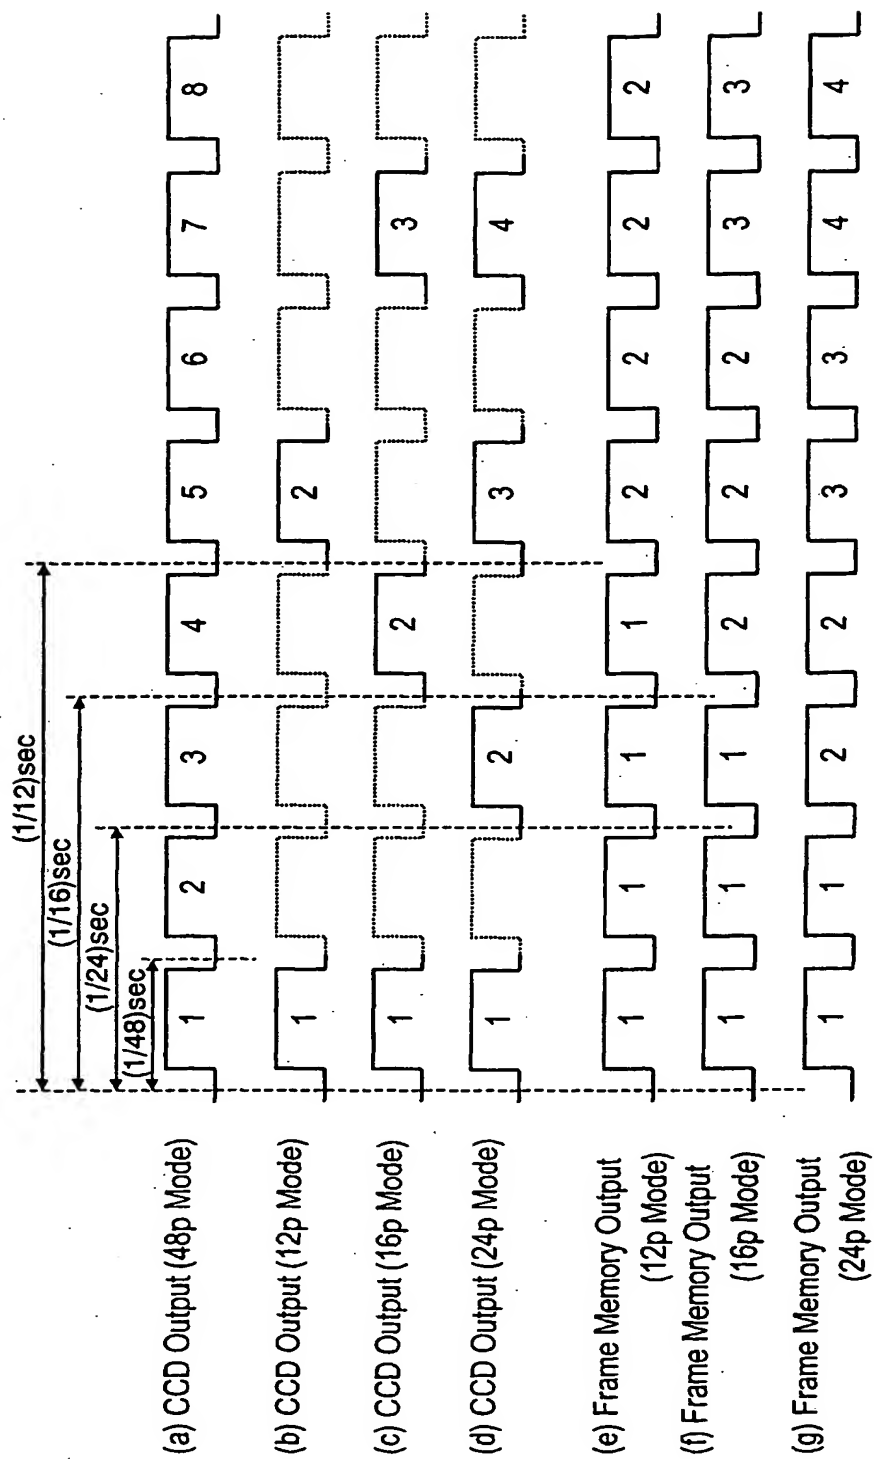 (1/12)sec
(1/16)sec
(1/24)sec
(1/48)sec
(a) CCD Output (48p Mode) 1 2 3 4 5 6 7 8
(b) CCD Output (12p Mode) 1 2
(c) CCD Output (16p Mode) 1 2 3
(d) CCD Output (24p Mode) 1 2 3 4
(e) Frame Memory Output 1 1 1 1 2 2 2 2
(12p Mode)
(f) Frame Memory Output 1 1 1 2 2 2 3 3
(16p Mode)
(g) Frame Memory Output 1 1 2 2 3 3 4 4
(24p Mode)